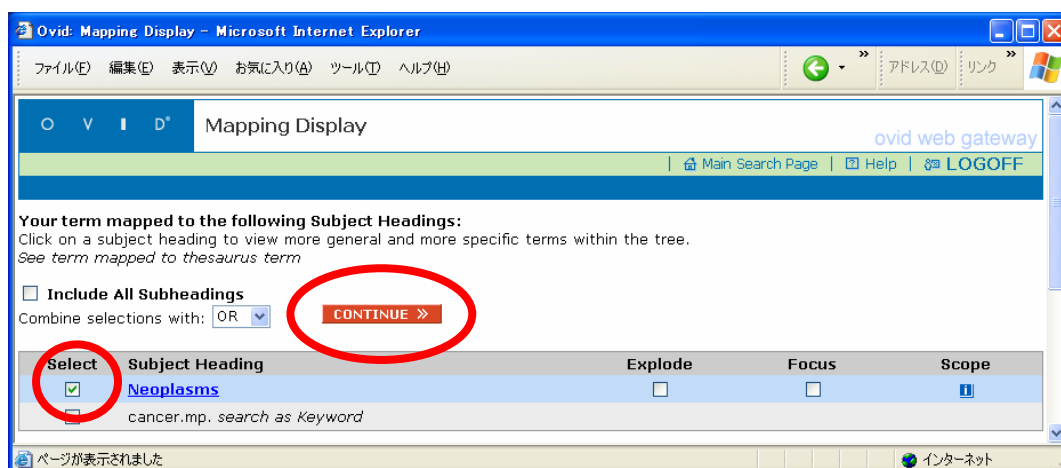 Ovid: Mapping Display - Microsoft Internet Explorer
ファイル(F) 編集(E) 表示(V) お気に入り(A) ツール(T) ヘルプ(H) » アドレス(D) リンク »
O V I D® Mapping Display
ovid web gateway
| Main Search Page | ? Help | LOGOFF
Your term mapped to the following Subject Headings:
Click on a subject heading to view more general and more specific terms within the tree.
See term mapped to thesaurus term
Include All Subheadings
Combine selections with: OR CONTINUE »
Select Subject Heading Explode Focus Scope
Neoplasms i
cancer.mp. search as Keyword
ページが表示されました インターネット